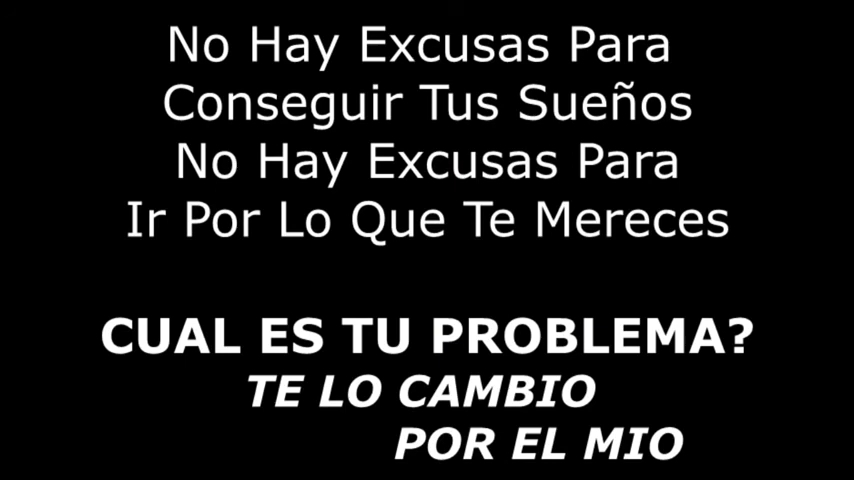 No Hay Excusas Para
Conseguir Tus Sueños
No Hay Excusas Para
Ir Por Lo Que Te Mereces
CUAL ES TU PROBLEMA?
TE LO CAMBIO
POR EL MIO